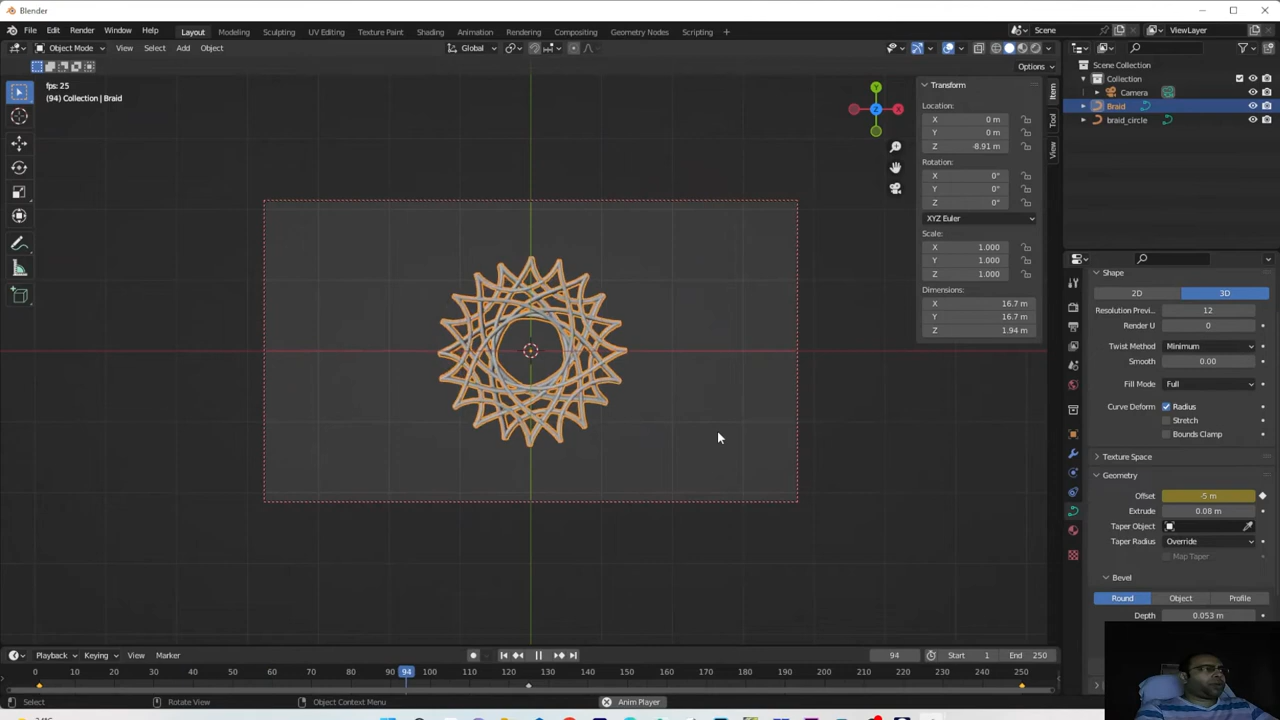 Blender
File Edit Render Window Help Layout Modeling Sculpting UV Editing Texture Paint Shading Animation Rendering Compositing Geometry Nodes Scripting Scene ViewLayer
Object Mode View Select Add Object Global
Options
fps: 25
(94) Collection | Braid
Y
X
Z
Transform
Location:
X 0 m
Y 0 m
Z -8.91 m
Rotation:
X 0°
Y 0°
Z 0°
XYZ Euler
Scale:
X 1.000
Y 1.000
Z 1.000
Dimensions:
X 16.7 m
Y 16.7 m
Z 1.94 m
Item
Tool
View
Scene Collection
Collection
Camera
Braid
braid_circle
Shape
2D 3D
Resolution Previ... 12
Render U 0
Twist Method Minimum
Smooth 0.00
Fill Mode Full
Curve Deform Radius
Stretch
Bounds Clamp
Texture Space
Geometry
Offset -5 m
Extrude 0.08 m
Taper Object
Taper Radius Override
Map Taper
Bevel
Round Object Profile
Depth 0.053 m
Playback Keying View Marker 94 Start 1 End 250
0 10 20 30 40 50 60 70 80 94 100 110 120 130 140 150 160 170 180 190 200 210 220 230 240 250
Select Rotate View Object Context Menu Anim Player